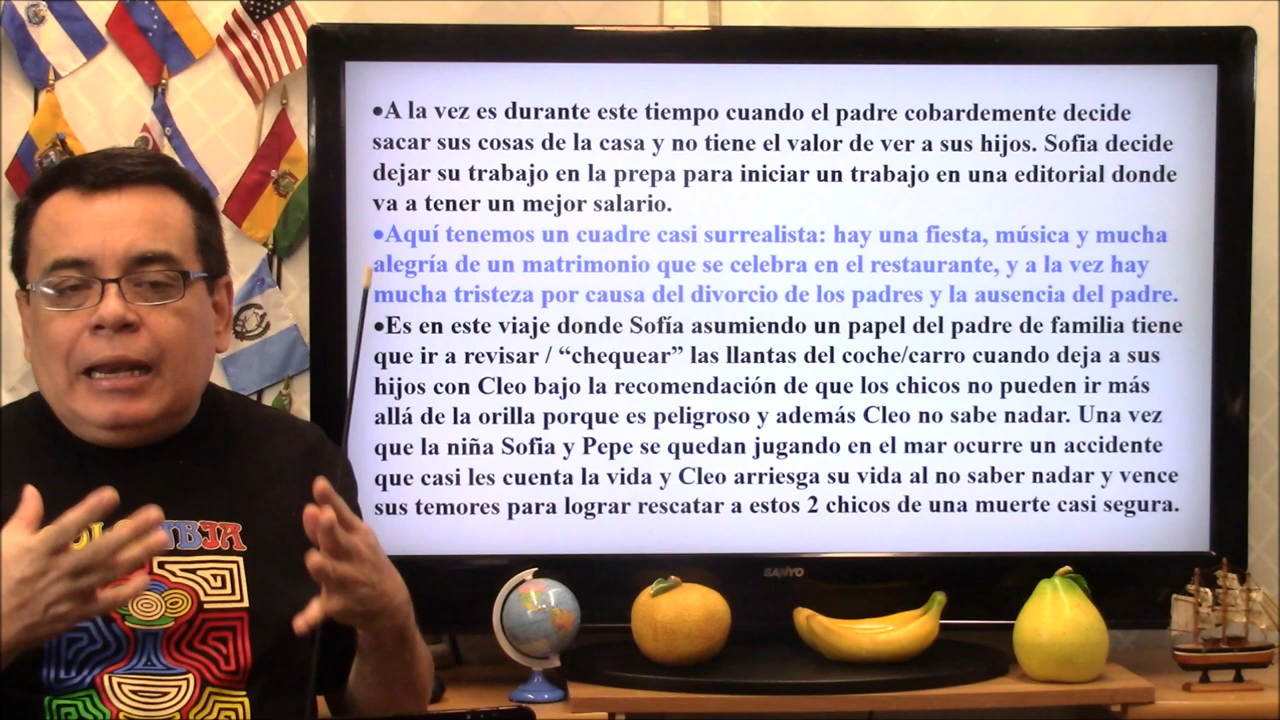 •A la vez es durante este tiempo cuando el padre cobardemente decide
sacar sus cosas de la casa y no tiene el valor de ver a sus hijos. Sofia decide
dejar su trabajo en la prepa para iniciar un trabajo en una editorial donde
va a tener un mejor salario.
•Aquí tenemos un cuadre casi surrealista: hay una fiesta, música y mucha
alegría de un matrimonio que se celebra en el restaurante, y a la vez hay
mucha tristeza por causa del divorcio de los padres y la ausencia del padre.
•Es en este viaje donde Sofía asumiendo un papel del padre de familia tiene
que ir a revisar / “chequear” las llantas del coche/carro cuando deja a sus
hijos con Cleo bajo la recomendación de que los chicos no pueden ir más
allá de la orilla porque es peligroso y además Cleo no sabe nadar. Una vez
que la niña Sofia y Pepe se quedan jugando en el mar ocurre un accidente
que casi les cuenta la vida y Cleo arriesga su vida al no saber nadar y vence
sus temores para lograr rescatar a estos 2 chicos de una muerte casi segura.
SANYO
COLOMBIA